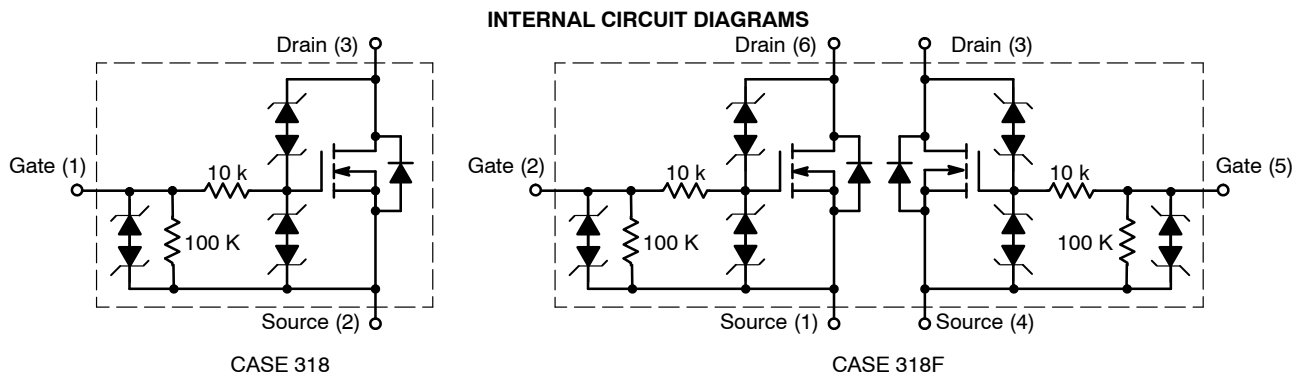 INTERNAL CIRCUIT DIAGRAMS
Drain (3)
Gate (1)
10 k
100 K
Source (2)
CASE 318
Drain (6)
Drain (3)
Gate (2)
10 k
100 K
10 k
Gate (5)
100 K
Source (1)
Source (4)
CASE 318F